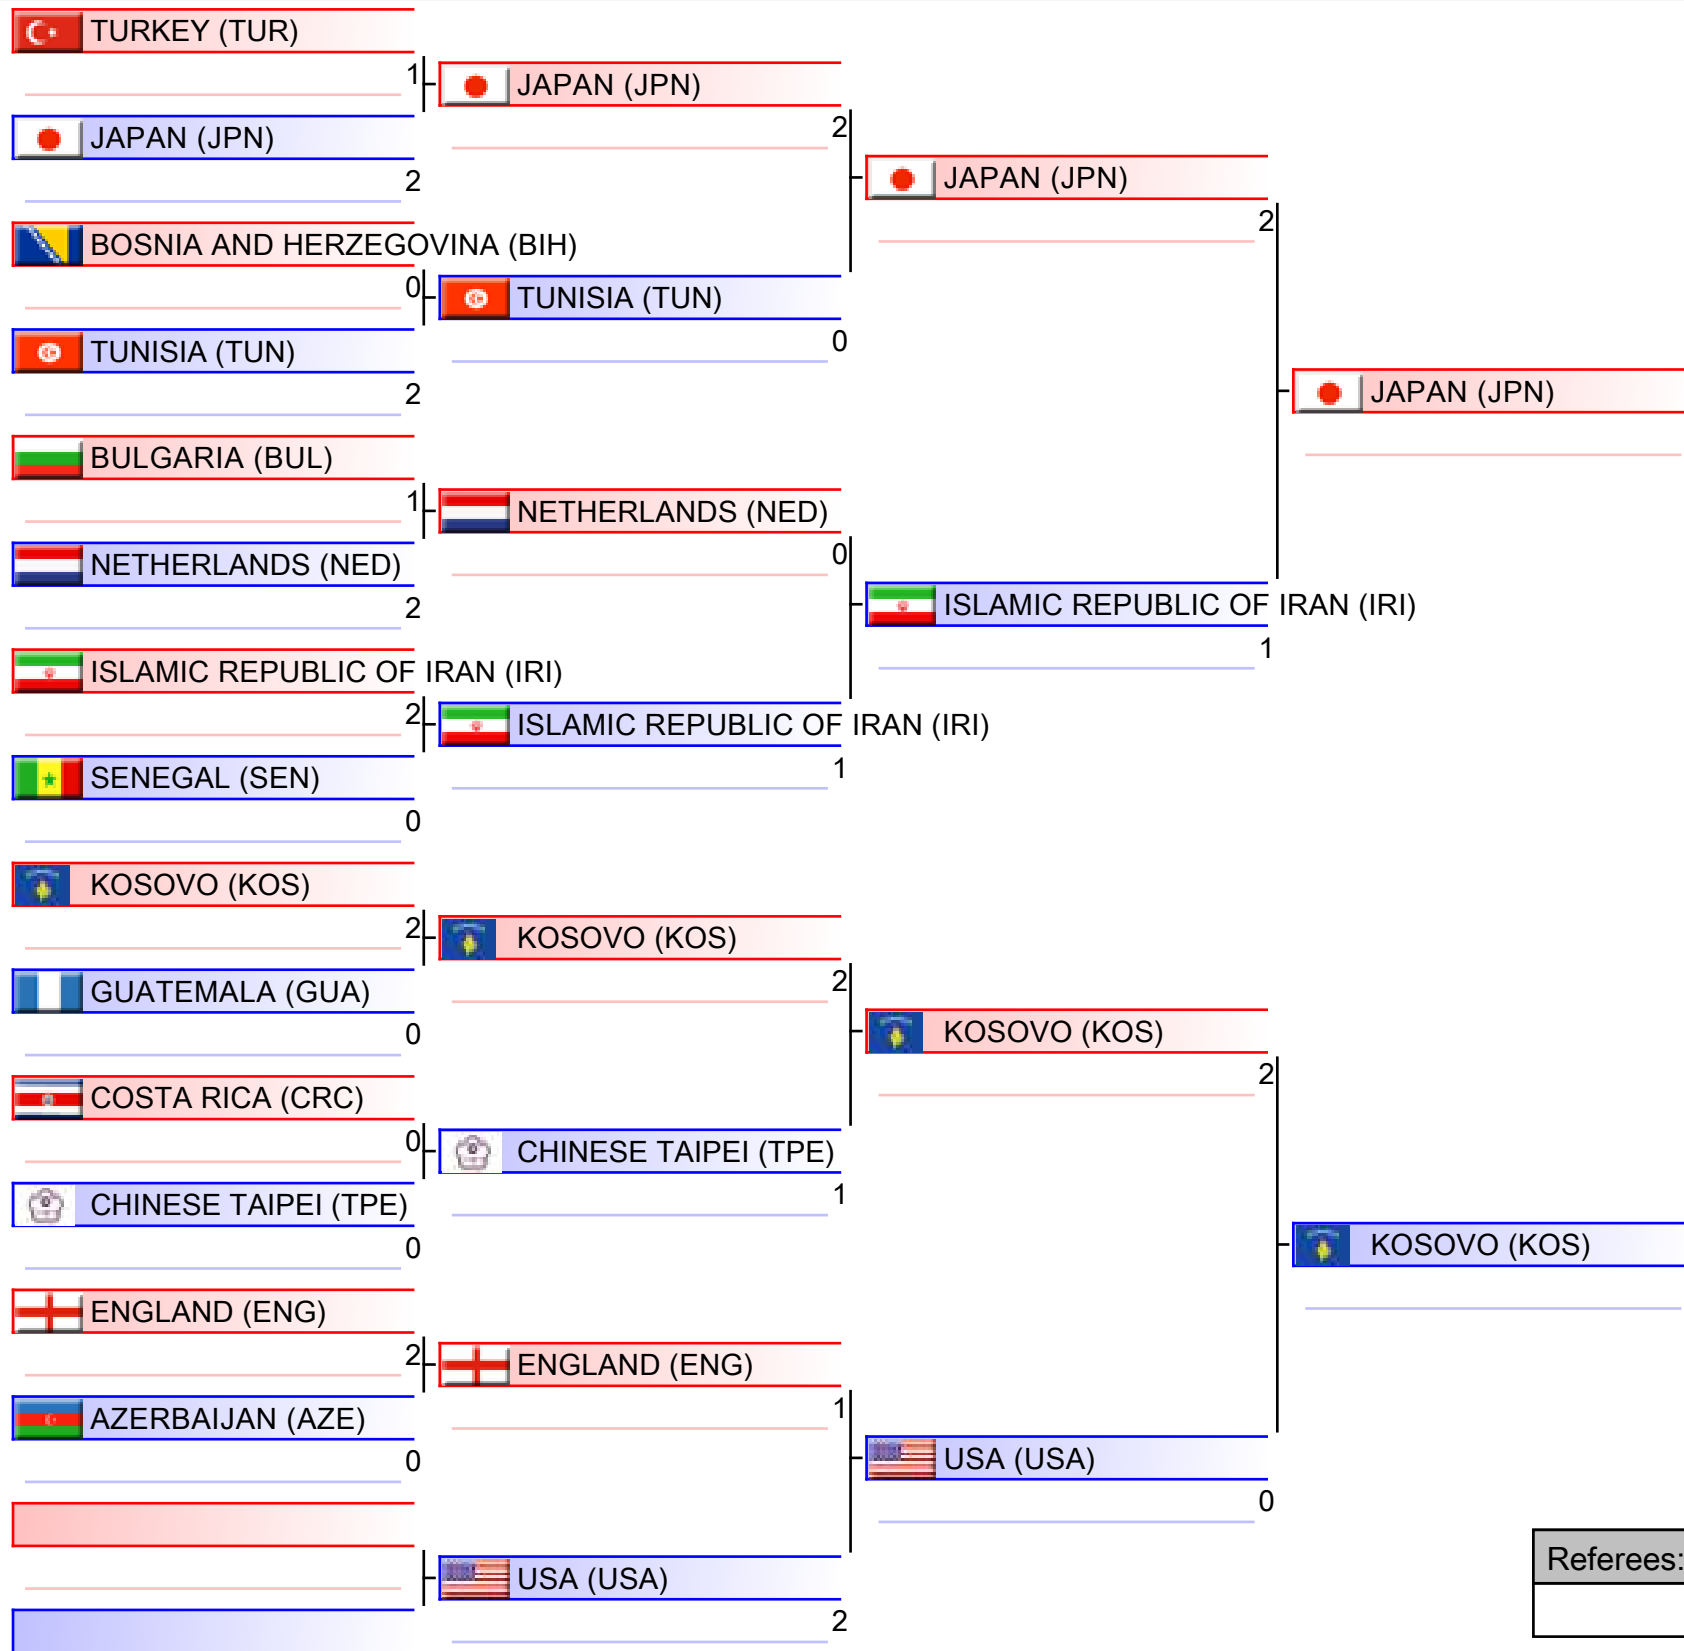 TURKEY (TUR)
1
JAPAN (JPN)
2
BOSNIA AND HERZEGOVINA (BIH)
0
TUNISIA (TUN)
2
BULGARIA (BUL)
1
NETHERLANDS (NED)
2
ISLAMIC REPUBLIC OF IRAN (IRI)
2
SENEGAL (SEN)
0
KOSOVO (KOS)
2
GUATEMALA (GUA)
0
COSTA RICA (CRC)
0
CHINESE TAIPEI (TPE)
0
ENGLAND (ENG)
2
AZERBAIJAN (AZE)
0
JAPAN (JPN)
2
TUNISIA (TUN)
0
NETHERLANDS (NED)
0
ISLAMIC REPUBLIC OF IRAN (IRI)
1
KOSOVO (KOS)
2
CHINESE TAIPEI (TPE)
1
ENGLAND (ENG)
1
USA (USA)
2
JAPAN (JPN)
2
ISLAMIC REPUBLIC OF IRAN (IRI)
1
KOSOVO (KOS)
2
USA (USA)
0
JAPAN (JPN)
KOSOVO (KOS)
Referees: